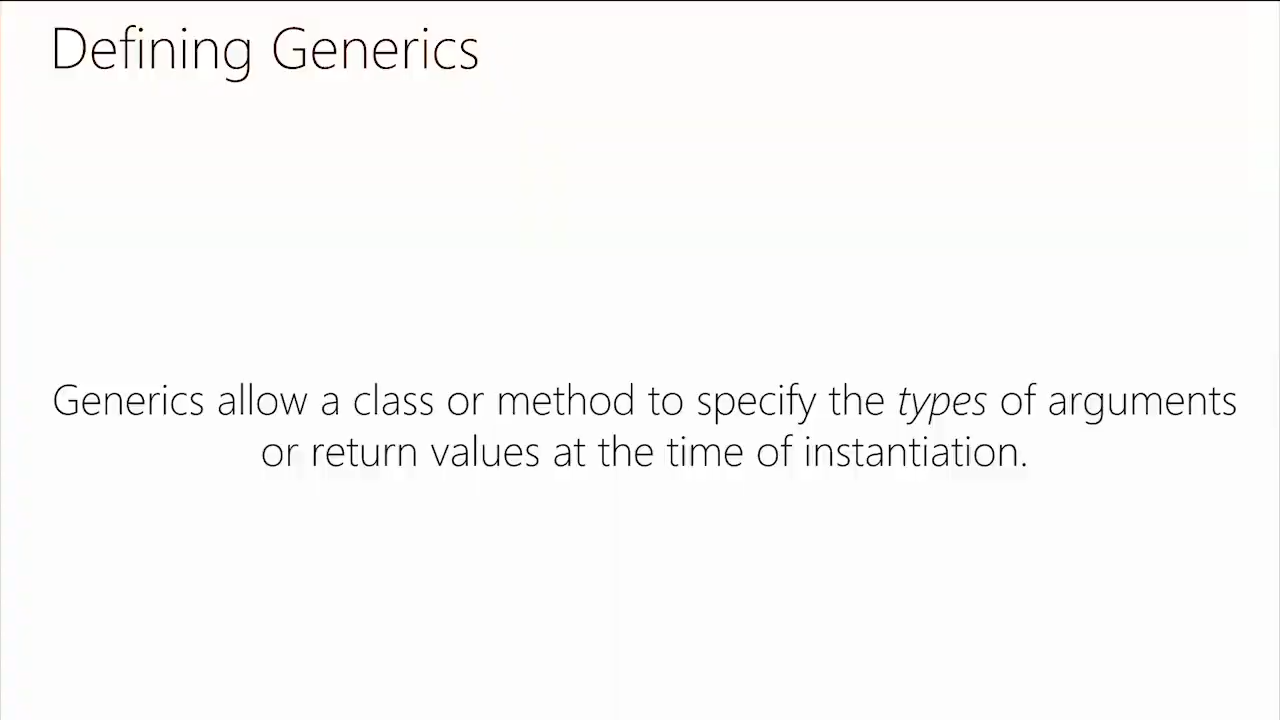 Defining Generics
Generics allow a class or method to specify the types of arguments
or return values at the time of instantiation.